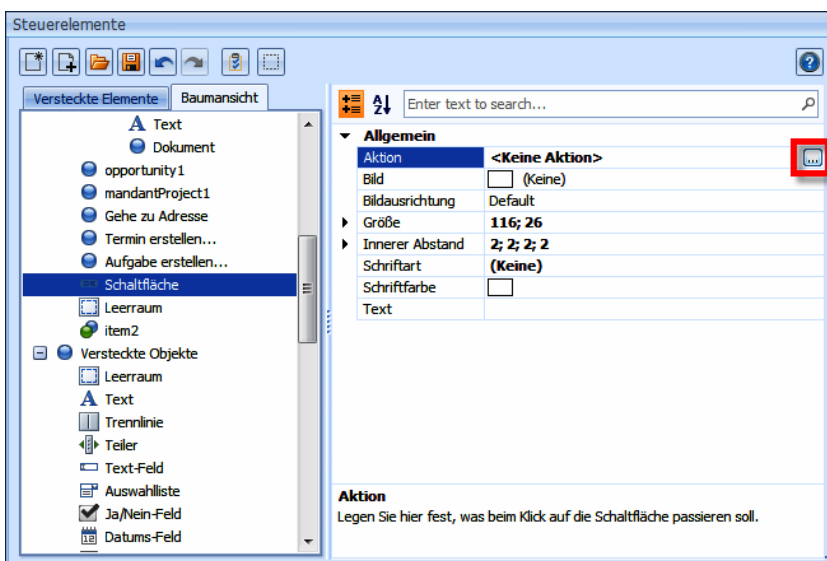 Steuerelemente
Versteckte Elemente
Baumansicht
Text
Dokument
opportunity1
mandantProject1
Gehe zu Adresse
Termin erstellen...
Aufgabe erstellen...
Schaltfläche
Leerraum
item2
Versteckte Objekte
Leerraum
Text
Trennlinie
Teiler
Text-Feld
Auswahlliste
Ja/Nein-Feld
Datums-Feld
Enter text to search...
Allgemein
Aktion <Keine Aktion>
Bild (Keine)
Bildausrichtung Default
Größe 116; 26
Innerer Abstand 2; 2; 2; 2
Schriftart (Keine)
Schriftfarbe
Text
Aktion
Legen Sie hier fest, was beim Klick auf die Schaltfläche passieren soll.